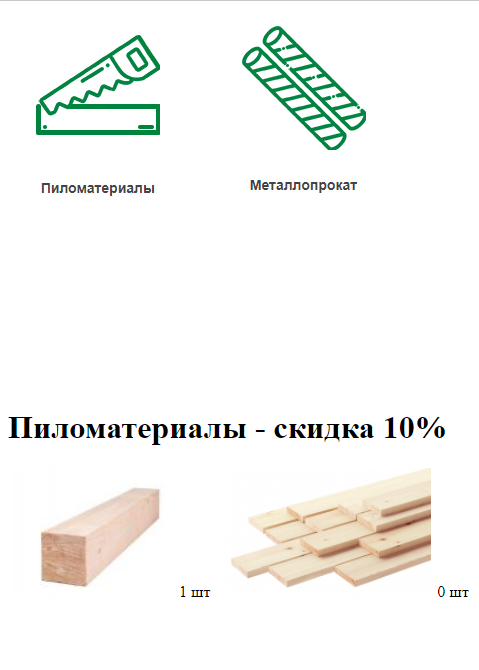 Пиломатериалы
Металлопрокат
Пиломатериалы - скидка 10%
1 шт
0 шт